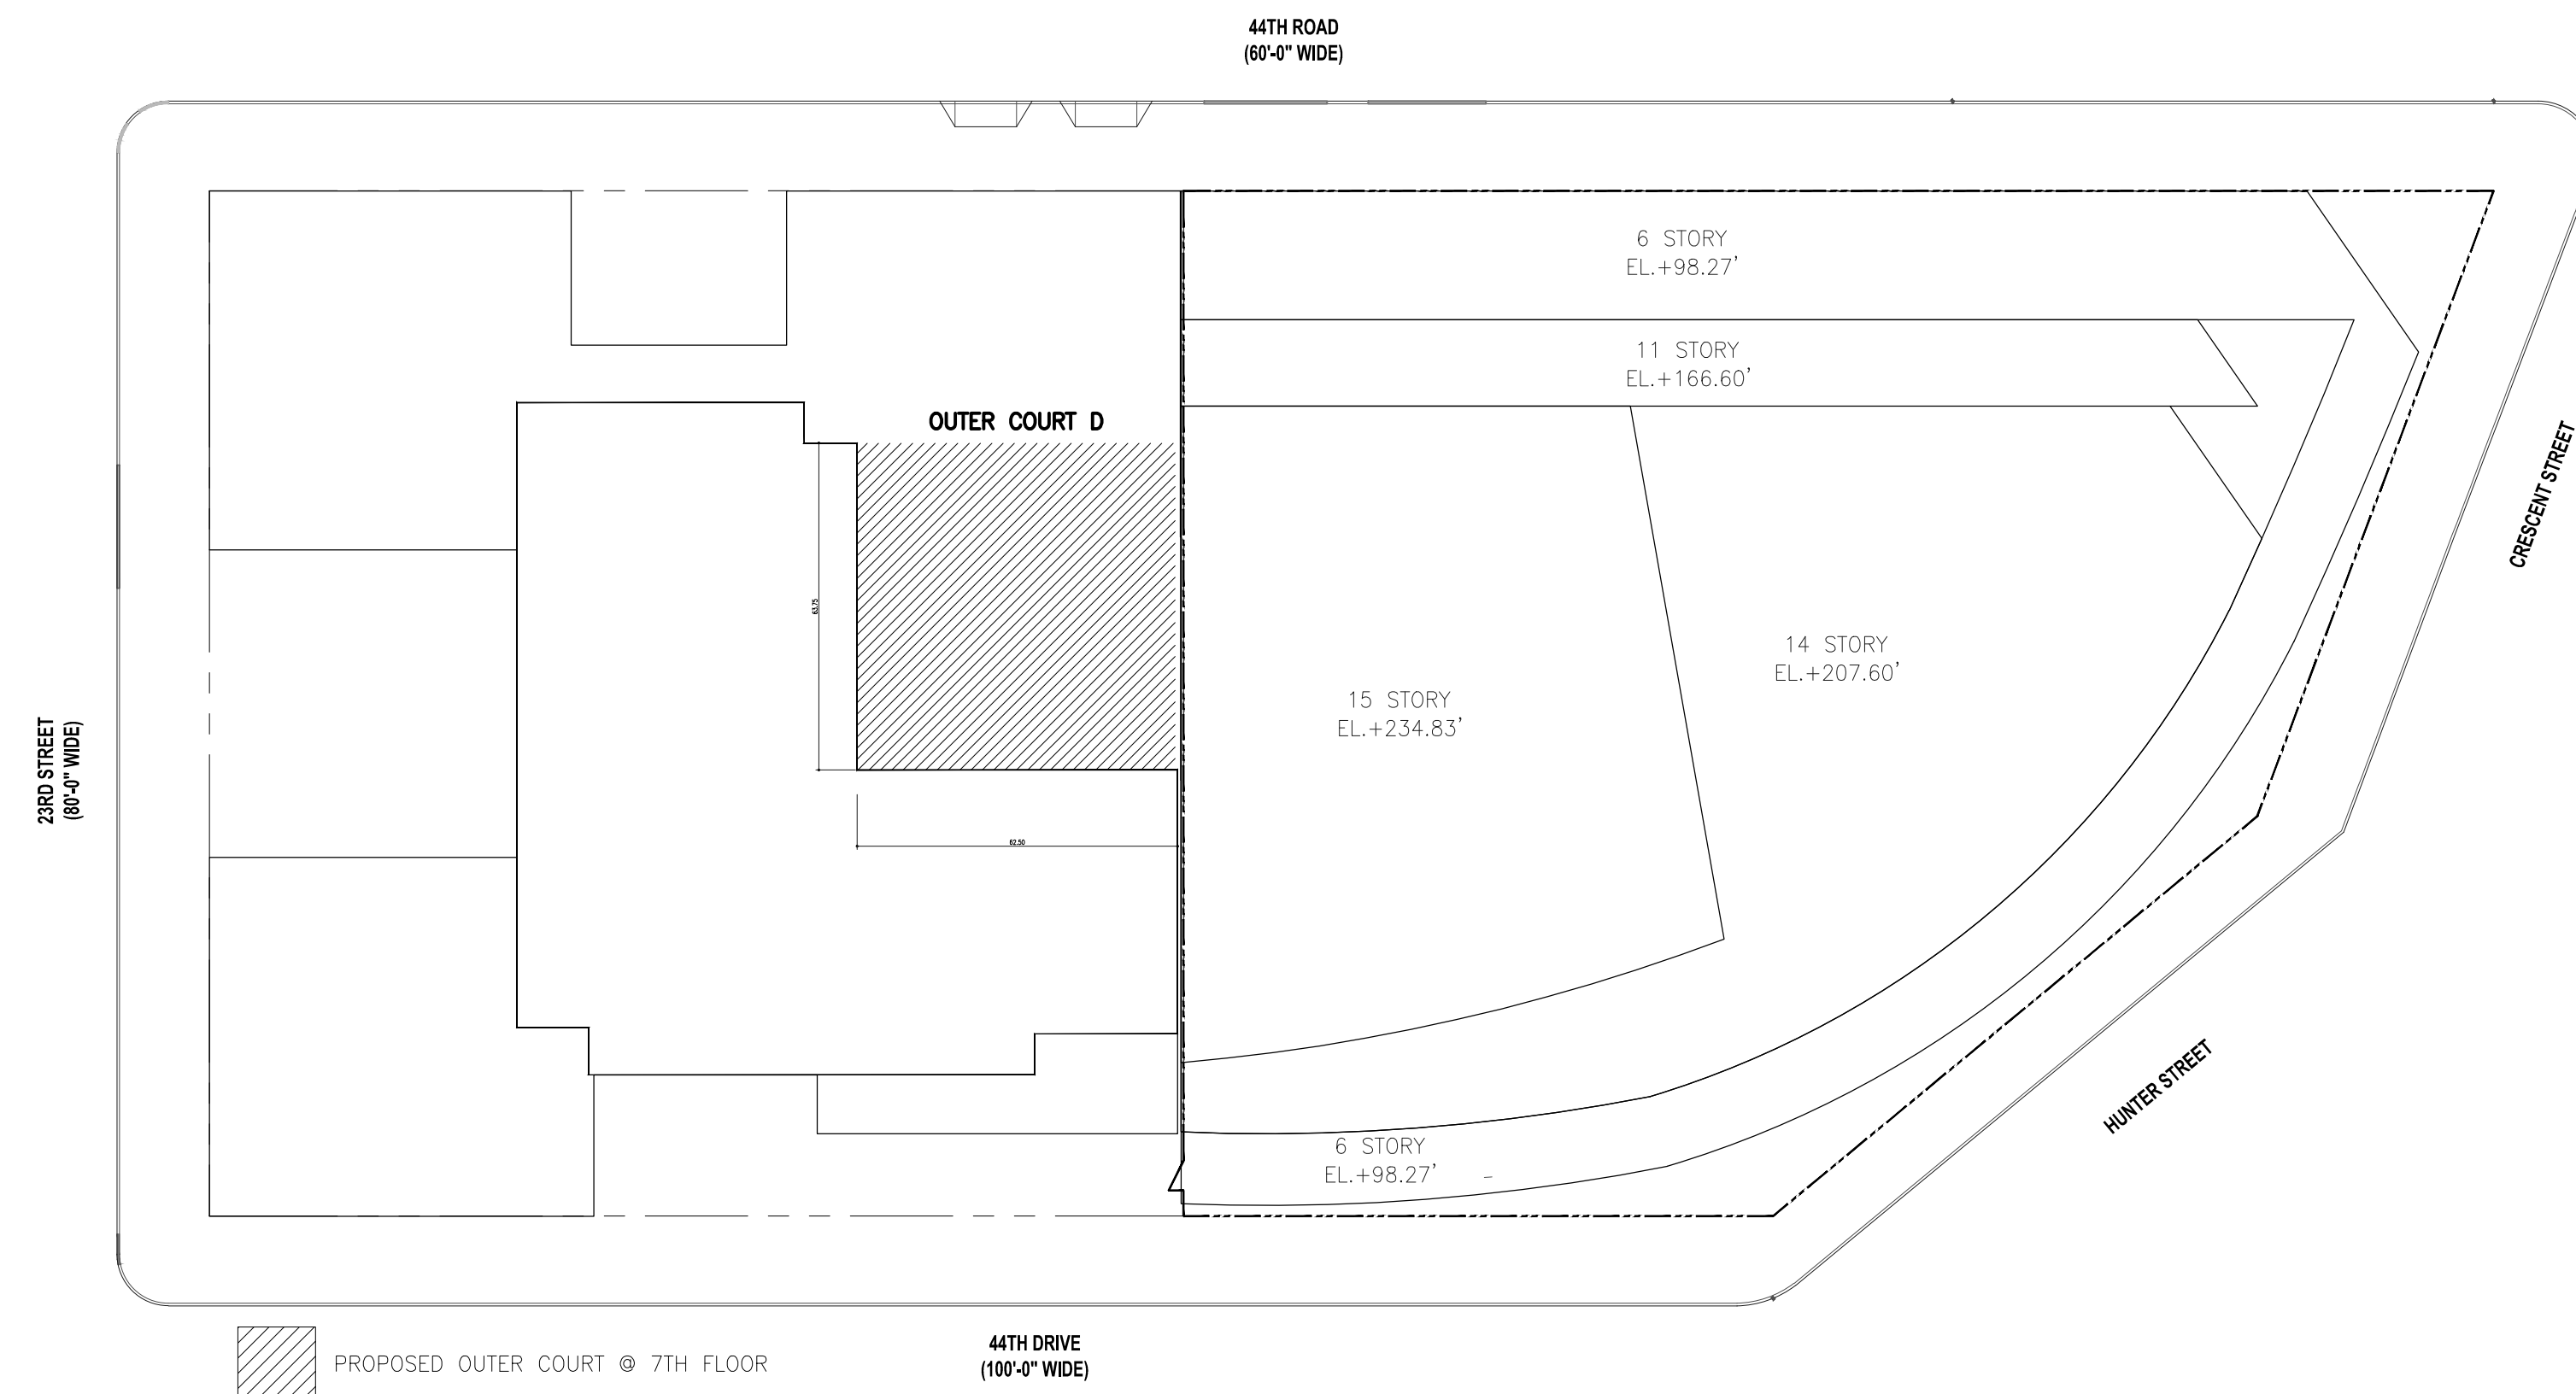 44TH ROAD
(60'-0" WIDE)
6 STORY
EL.+98.27'
11 STORY
EL.+166.60'
OUTER COURT D
CRESCENT STREET
63.75
14 STORY
EL.+207.60'
15 STORY
EL.+234.83'
23RD STREET
(80'-0" WIDE)
62.50
HUNTER STREET
6 STORY
EL.+98.27'
44TH DRIVE
(100'-0" WIDE)
PROPOSED OUTER COURT @ 7TH FLOOR